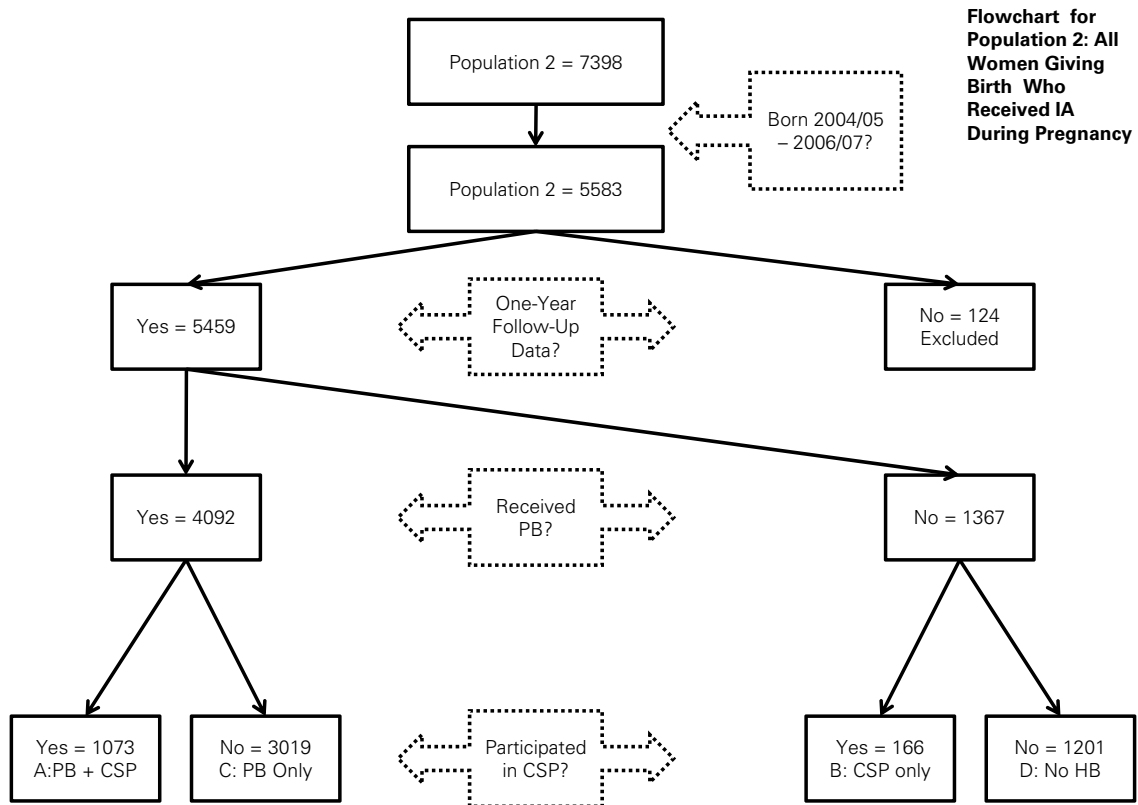 Flowchart for
Population 2: All
Women Giving
Birth Who
Received IA
During Pregnancy
Population 2 = 7398
Born 2004/05
– 2006/07?
Population 2 = 5583
Yes = 5459
One-Year
Follow-Up
Data?
No = 124
Excluded
Yes = 4092
Received
PB?
No = 1367
Yes = 1073
A:PB + CSP
No = 3019
C: PB Only
Participated
in CSP?
Yes = 166
B: CSP only
No = 1201
D: No HB